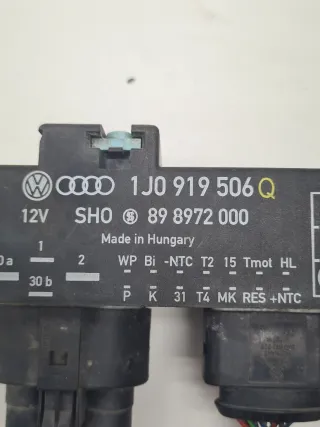 1J0 919 506 Q
12V SHO 89 8972 000
Made in Hungary
1 2 WP Bi -NTC T2 15 Tmot HL
30 b P K 31 T4 MK RES +NTC